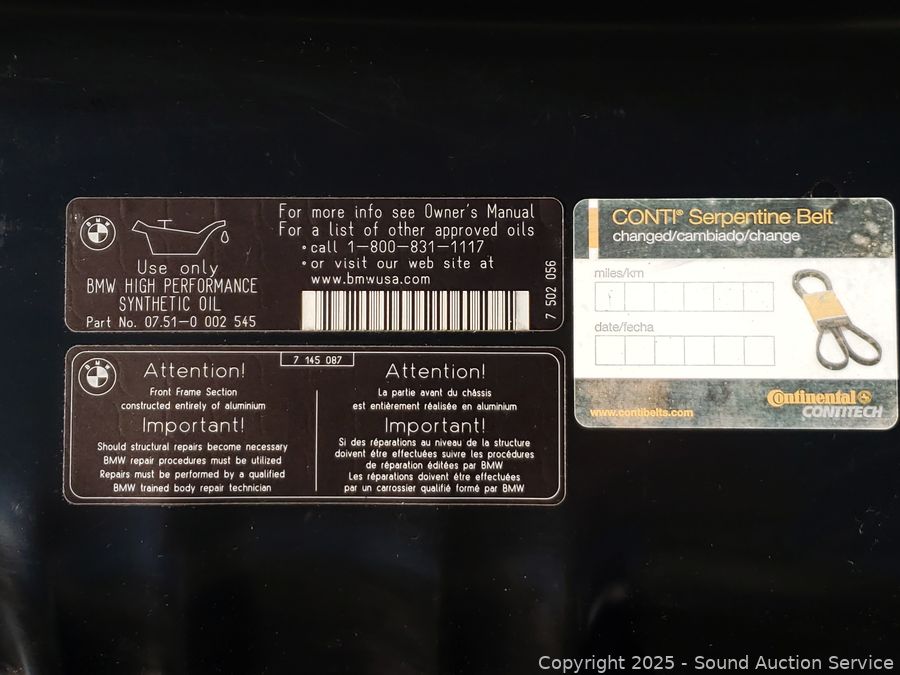 BMW
Use only
BMW HIGH PERFORMANCE
SYNTHETIC OIL
Part No. 07.51-0 002 545
For more info see Owner's Manual
For a list of other approved oils
• call 1-800-831-1117
• or visit our web site at
www.bmwusa.com
7 502 056
CONTI® Serpentine Belt
changed/cambiado/change
miles/km
date/fecha
www.contibelts.com
Continental
CONTITECH
BMW
7 145 087
Attention!
Front Frame Section
constructed entirely of aluminium
Important!
Should structural repairs become necessary
BMW repair procedures must be utilized
Repairs must be performed by a qualified
BMW trained body repair technician
Attention!
La partie avant du châssis
est entièrement réalisée en aluminium
Important!
Si des réparations au niveau de la structure
doivent être effectuées suivre les procédures
de réparation éditées par BMW
Les réparations doivent être effectuées
par un carrossier qualifié formé par BMW
Copyright 2025 - Sound Auction Service